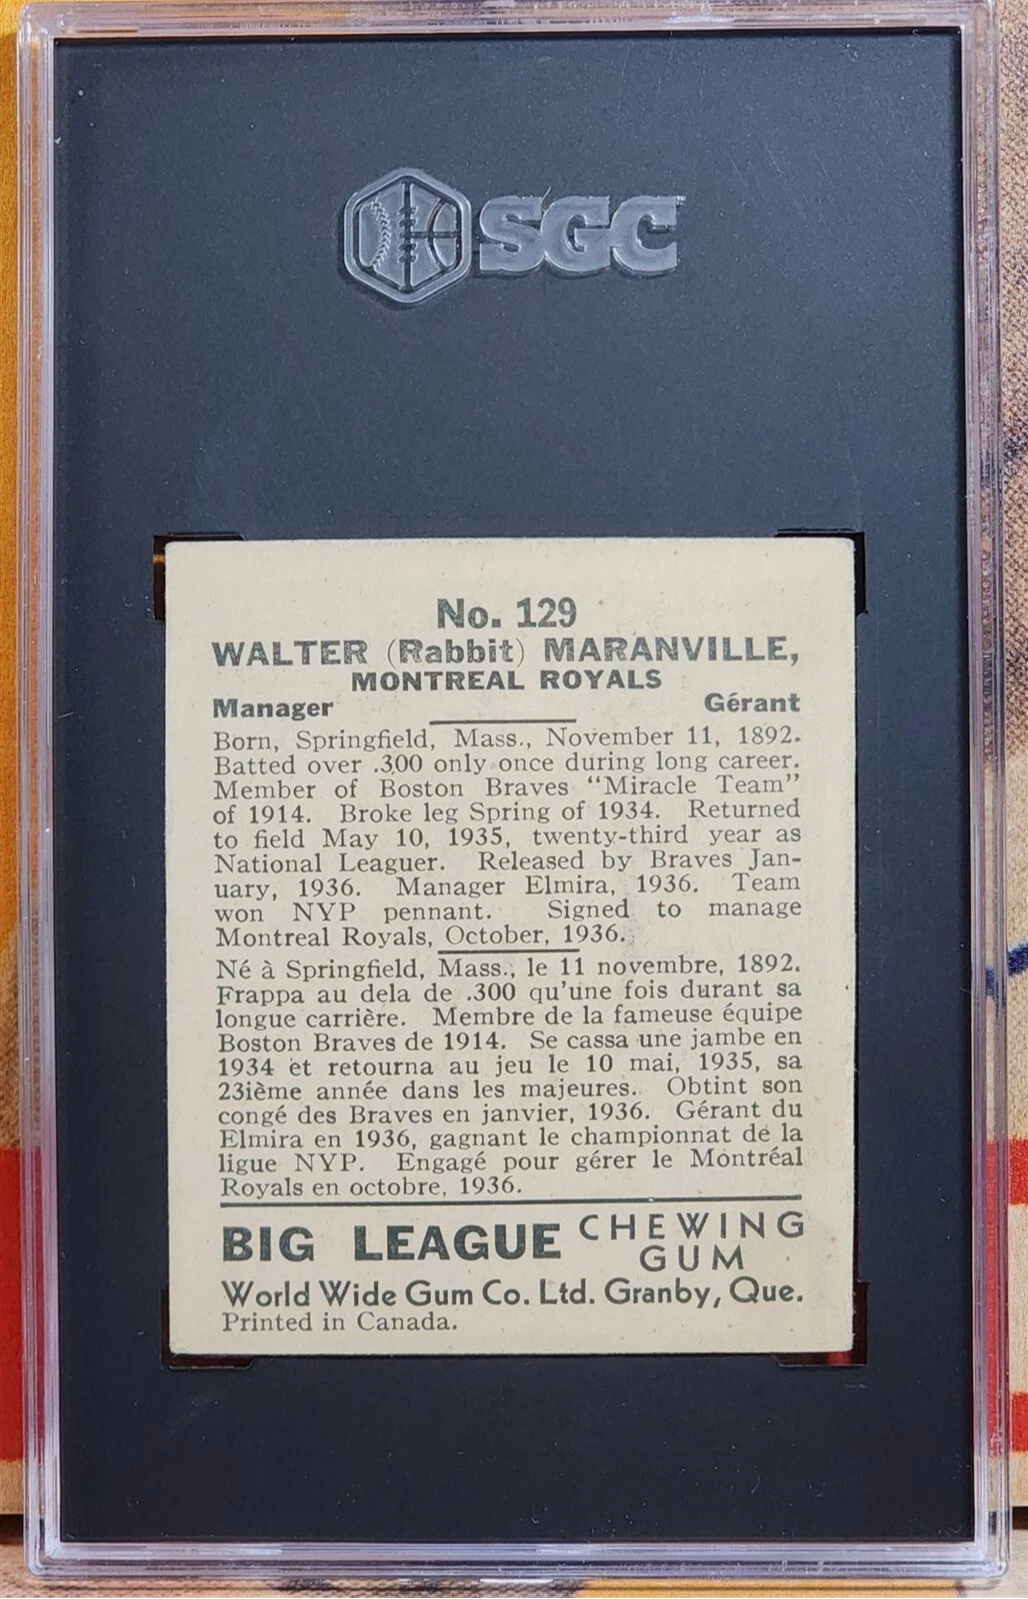 SGC
No. 129
WALTER (Rabbit) MARANVILLE,
MONTREAL ROYALS
Manager Gérant
Born, Springfield, Mass., November 11, 1892.
Batted over .300 only once during long career.
Member of Boston Braves “Miracle Team”
of 1914. Broke leg Spring of 1934. Returned
to field May 10, 1935, twenty-third year as
National Leaguer. Released by Braves Jan-
uary, 1936. Manager Elmira, 1936. Team
won NYP pennant. Signed to manage
Montreal Royals, October, 1936.
Né à Springfield, Mass., le 11 novembre, 1892.
Frappa au dela de .300 qu'une fois durant sa
longue carrière. Membre de la fameuse équipe
Boston Braves de 1914. Se cassa une jambe en
1934 et retourna au jeu le 10 mai, 1935, sa
23ième année dans les majeures. Obtint son
congé des Braves en janvier, 1936. Gérant du
Elmira en 1936, gagnant le championnat de la
ligue NYP. Engagé pour gérer le Montréal
Royals en octobre, 1936.
BIG LEAGUE CHEWING
GUM
World Wide Gum Co. Ltd. Granby, Que.
Printed in Canada.